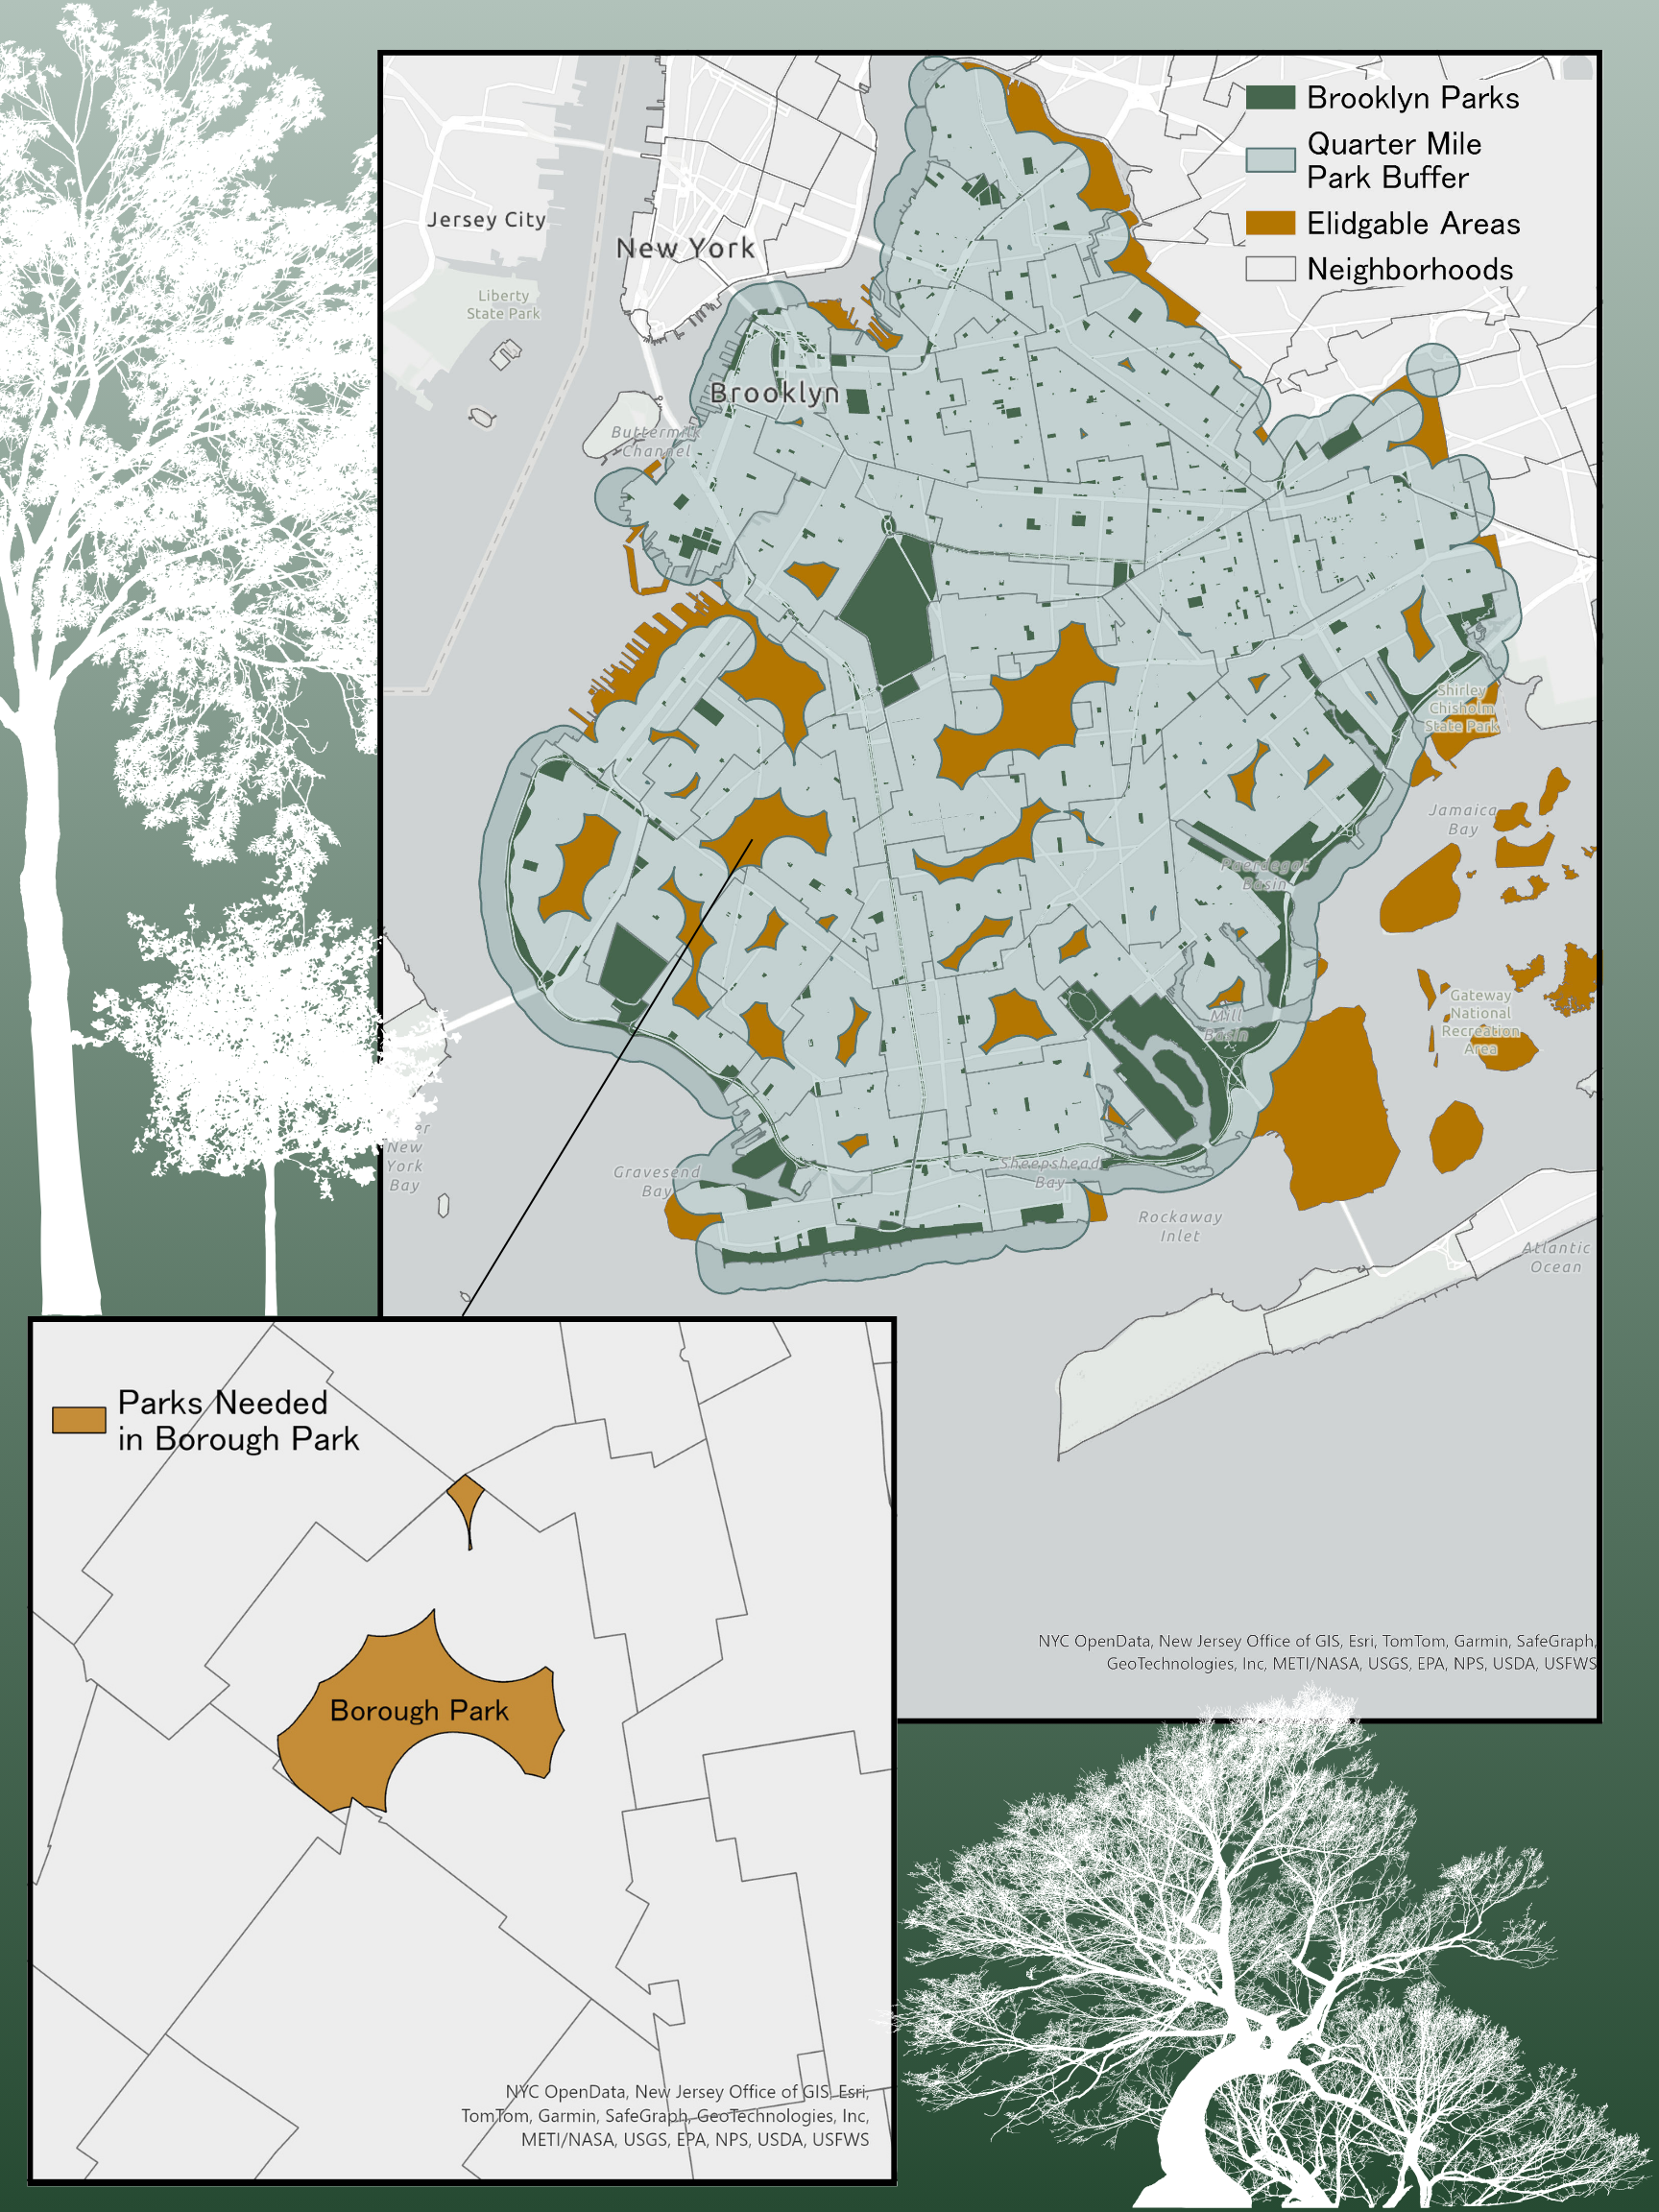 Brooklyn Parks
Quarter Mile
Park Buffer
Elidgable Areas
Neighborhoods
Jersey City
New York
Liberty
State Park
Brooklyn
Buttermilk
Channel
Shirley
Chisholm
State Park
Jamaica
Bay
Paerdegat
Basin
Gateway
National
Recreation
Area
Mill
Basin
New
York
Bay
Gravesend
Bay
Sheepshead
Bay
Rockaway
Inlet
Atlantic
Ocean
NYC OpenData, New Jersey Office of GIS, Esri, TomTom, Garmin, SafeGraph,
GeoTechnologies, Inc, METI/NASA, USGS, EPA, NPS, USDA, USFWS
Parks Needed
in Borough Park
Borough Park
NYC OpenData, New Jersey Office of GIS, Esri,
TomTom, Garmin, SafeGraph, GeoTechnologies, Inc,
METI/NASA, USGS, EPA, NPS, USDA, USFWS